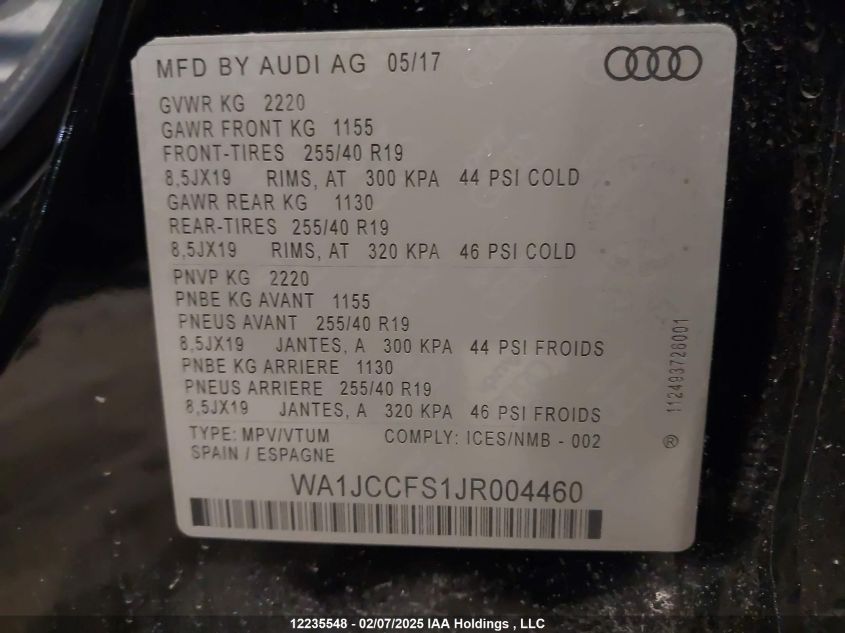 MFD BY AUDI AG 05/17
GVWR KG 2220
GAWR FRONT KG 1155
FRONT-TIRES 255/40 R19
8,5JX19 RIMS, AT 300 KPA 44 PSI COLD
GAWR REAR KG 1130
REAR-TIRES 255/40 R19
8,5JX19 RIMS, AT 320 KPA 46 PSI COLD
PNVP KG 2220
PNBE KG AVANT 1155
PNEUS AVANT 255/40 R19
8,5JX19 JANTES, A 300 KPA 44 PSI FROIDS
PNBE KG ARRIERE 1130
PNEUS ARRIERE 255/40 R19
8,5JX19 JANTES, A 320 KPA 46 PSI FROIDS
TYPE: MPV/VTUM COMPLY: ICES/NMB - 002
SPAIN / ESPAGNE
WA1JCCFS1JR004460
112493726001
®
12235548 - 02/07/2025 IAA Holdings , LLC